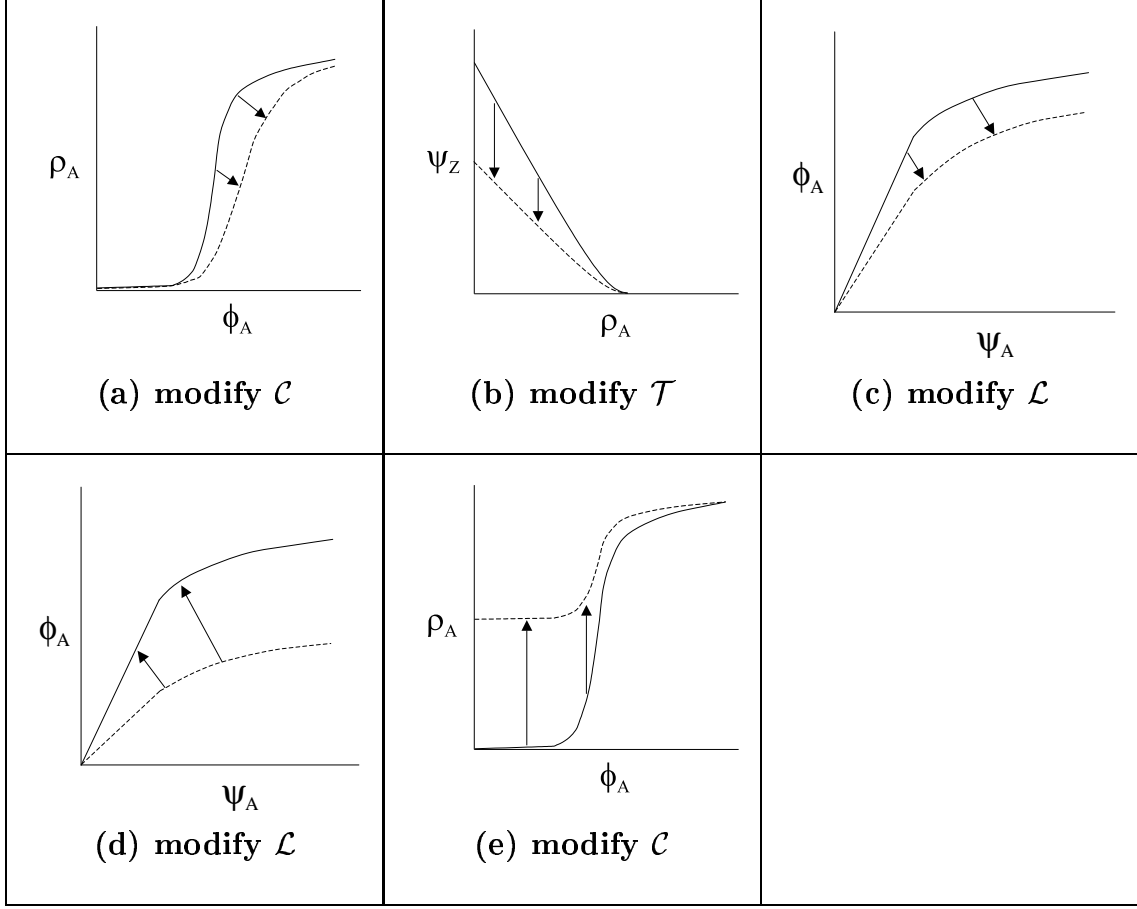 ρA
ϕA
(a) modify 𝒞
ψZ
ρA
(b) modify 𝒯
ϕA
ψA
(c) modify ℒ
ϕA
ψA
(d) modify ℒ
ρA
ϕA
(e) modify 𝒞